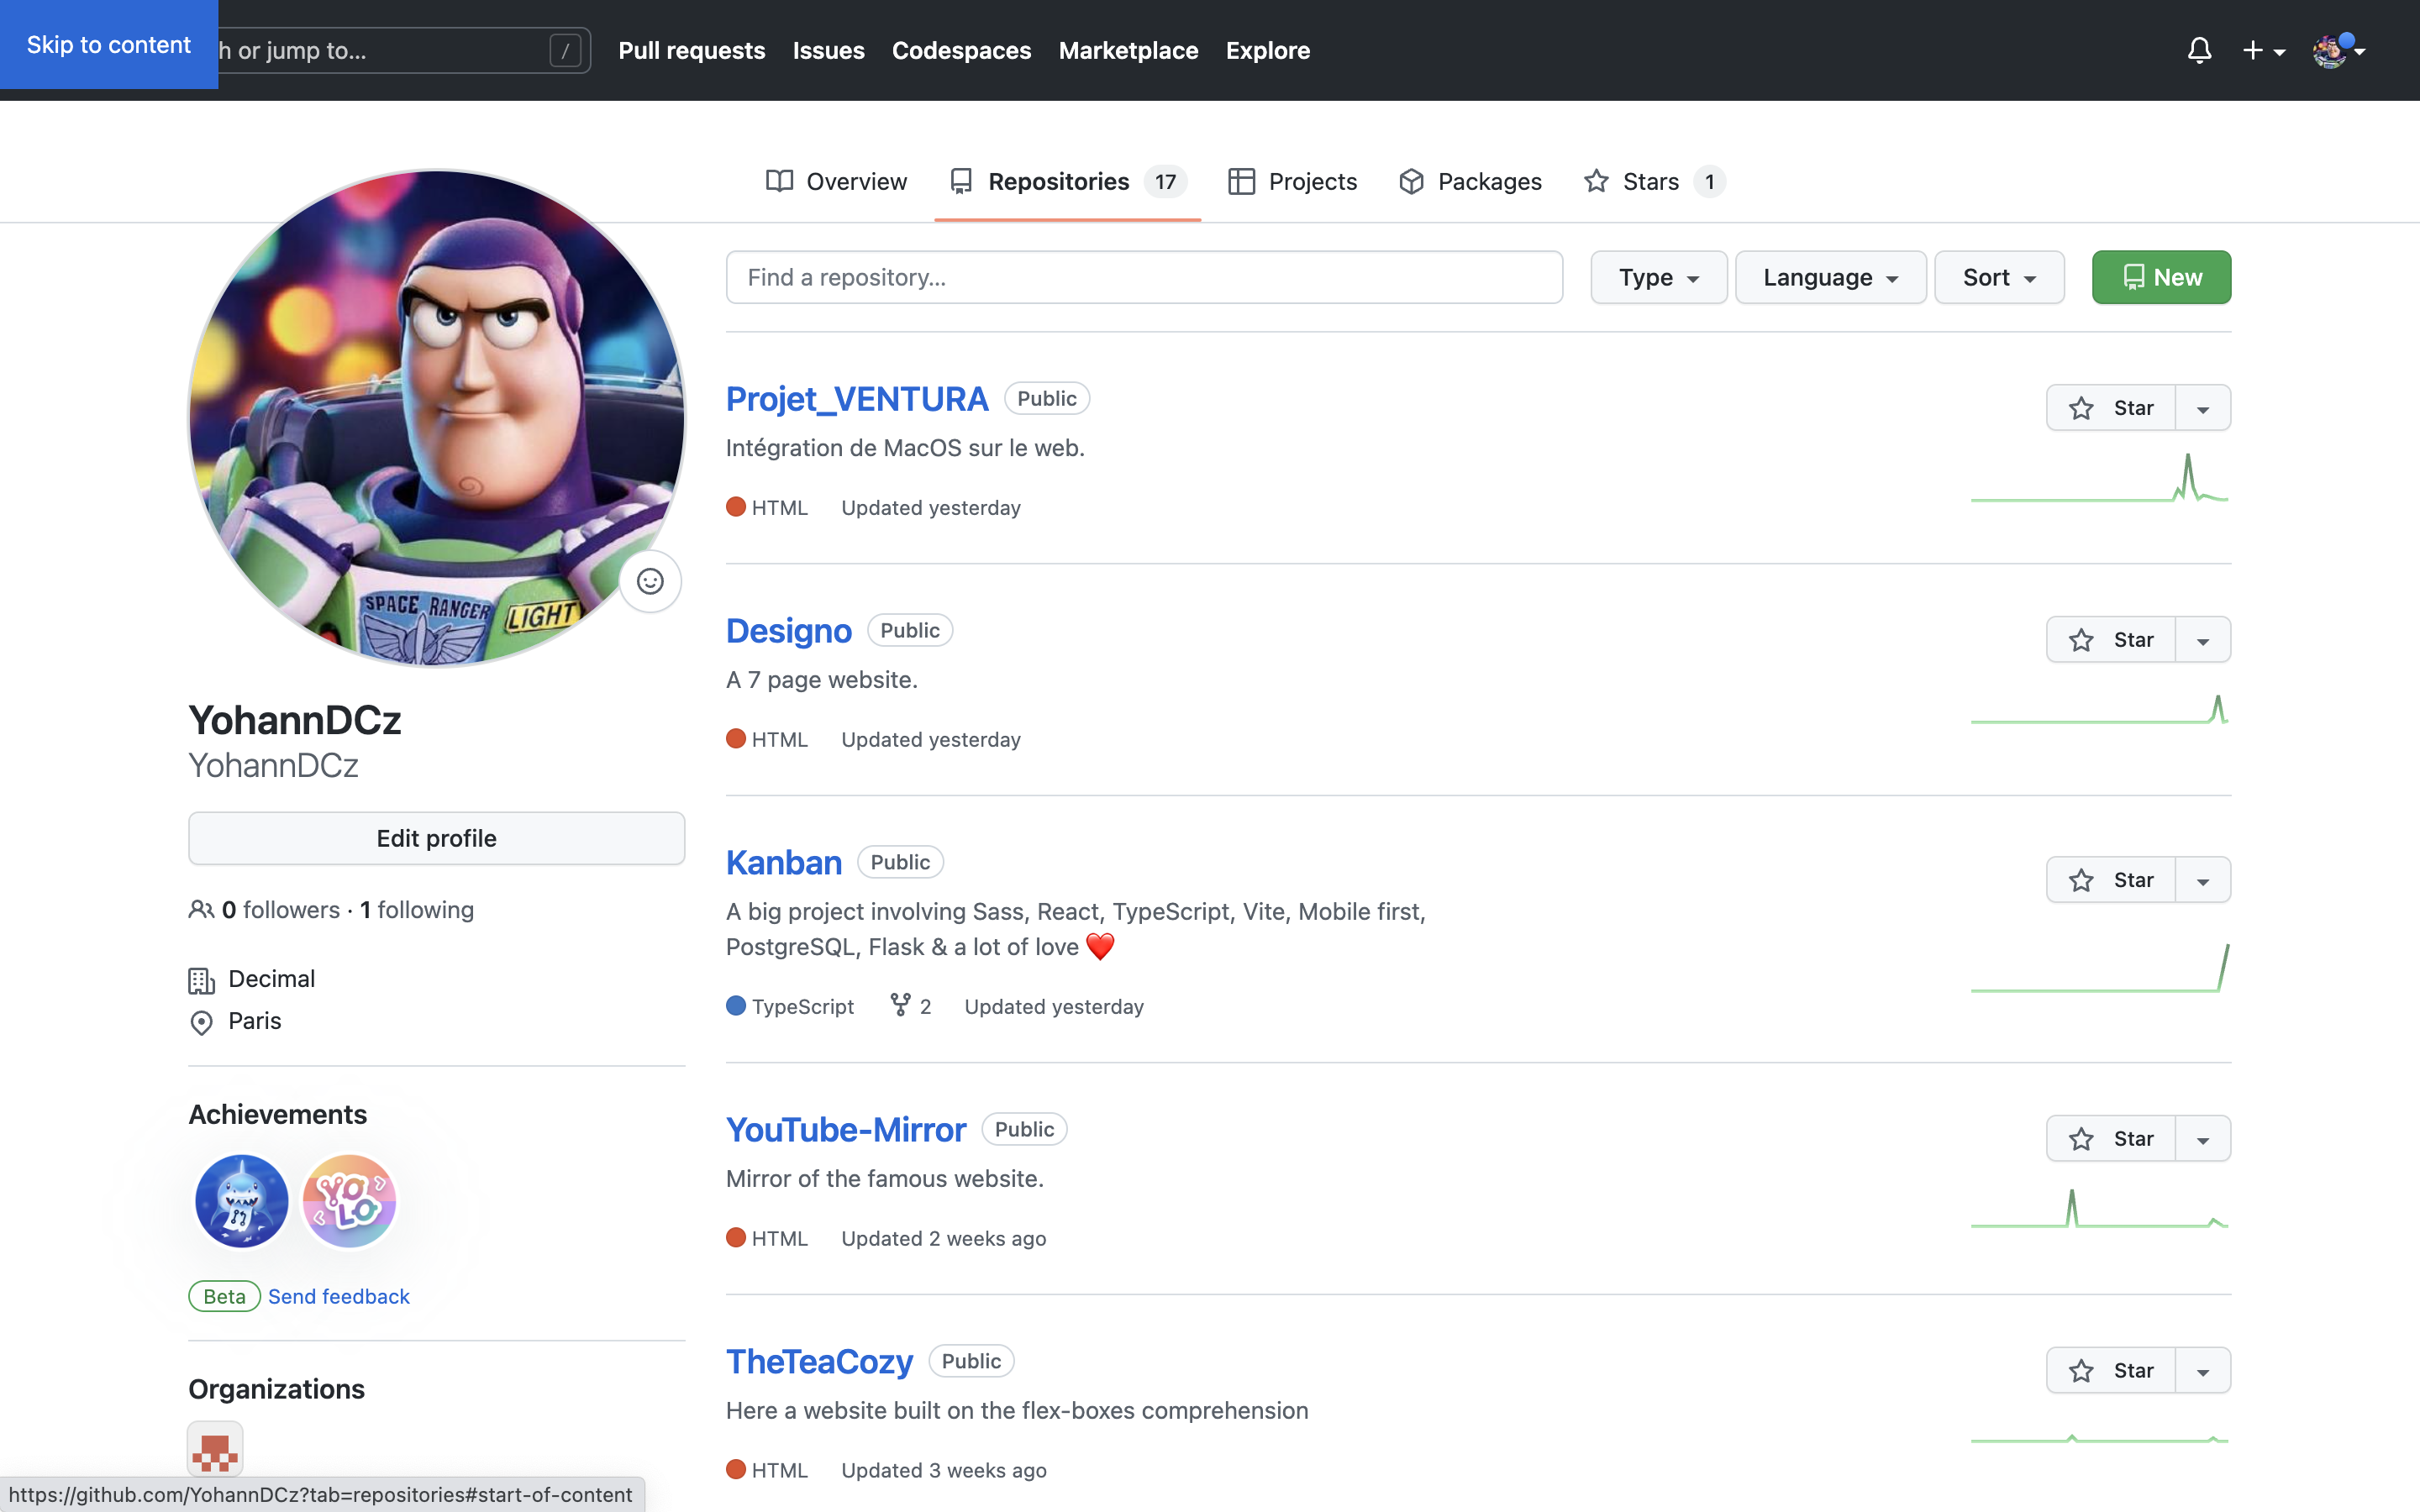 Skip to content
h or jump to...
/
Pull requests
Issues
Codespaces
Marketplace
Explore
Overview
Repositories 17
Projects
Packages
Stars 1
SPACE RANGER
LIGHT
YohannDCz
YohannDCz
Edit profile
0 followers · 1 following
Decimal
Paris
Achievements
YOLO
Beta Send feedback
Organizations
Find a repository...
Type
Language
Sort
New
Projet_VENTURA Public
Star
Intégration de MacOS sur le web.
HTML Updated yesterday
Designo Public
Star
A 7 page website.
HTML Updated yesterday
Kanban Public
Star
A big project involving Sass, React, TypeScript, Vite, Mobile first,
PostgreSQL, Flask & a lot of love ❤️
TypeScript 2 Updated yesterday
YouTube-Mirror Public
Star
Mirror of the famous website.
HTML Updated 2 weeks ago
TheTeaCozy Public
Star
Here a website built on the flex-boxes comprehension
HTML Updated 3 weeks ago
https://github.com/YohannDCz?tab=repositories#start-of-content